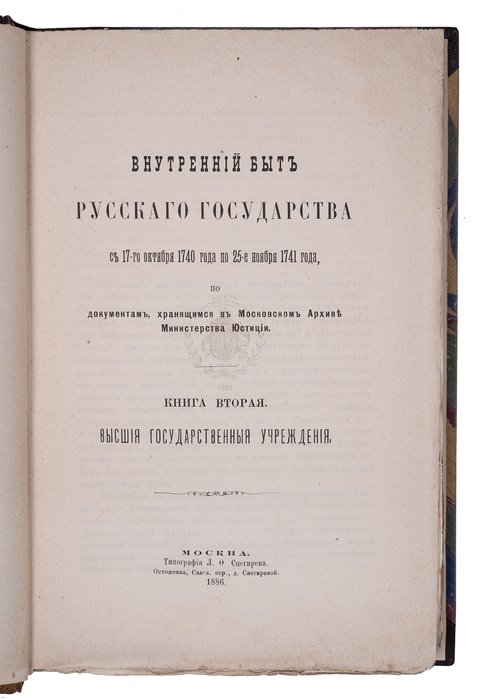 ВНУТРЕННІЙ БЫТЪ
РУССКАГО ГОСУДАРСТВА
съ 17-го октября 1740 года по 25-е ноября 1741 года,
по
документамъ, хранящимся въ Московскомъ Архивѣ
Министерства Юстиціи.
КНИГА ВТОРАЯ.
ВЫСШІЯ ГОСУДАРСТВЕННЫЯ УЧРЕЖДЕНІЯ.
МОСКВА.
Типографія Л. Ѳ Снегирева.
Остоженка, Савел. пер., д. Снегиревой.
1886.